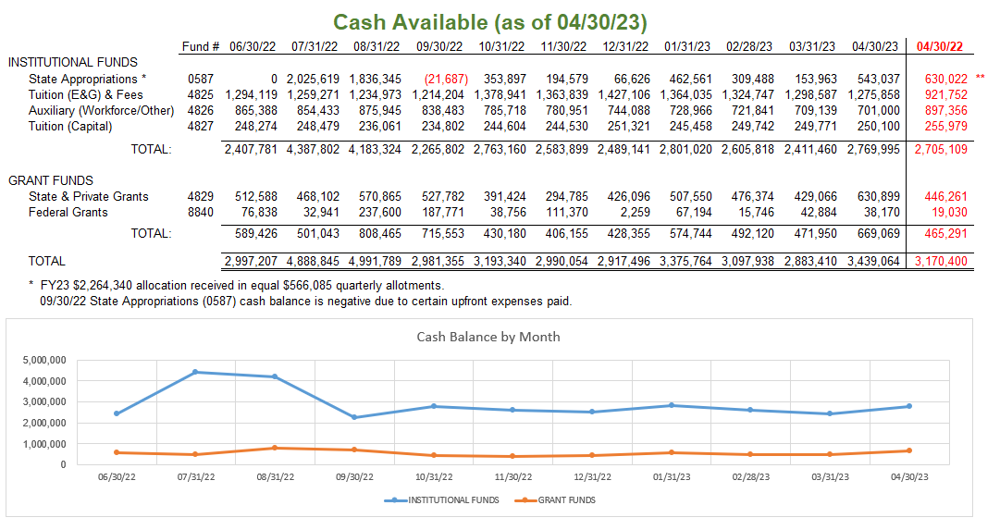 Cash Available (as of 04/30/23)
Fund # 06/30/22 07/31/22 08/31/22 09/30/22 10/31/22 11/30/22 12/31/22 01/31/23 02/28/23 03/31/23 04/30/23 04/30/22
INSTITUTIONAL FUNDS
State Appropriations * 0587 0 2,025,619 1,836,345 (21,687) 353,897 194,579 66,626 462,561 309,488 153,963 543,037 630,022 **
Tuition (E&G) & Fees 4825 1,294,119 1,259,271 1,234,973 1,214,204 1,378,941 1,363,839 1,427,106 1,364,035 1,324,747 1,298,587 1,275,858 921,752
Auxiliary (Workforce/Other) 4826 865,388 854,433 875,945 838,483 785,718 780,951 744,088 728,966 721,841 709,139 701,000 897,356
Tuition (Capital) 4827 248,274 248,479 236,061 234,802 244,604 244,530 251,321 245,458 249,742 249,771 250,100 255,979
TOTAL: 2,407,781 4,387,802 4,183,324 2,265,802 2,763,160 2,583,899 2,489,141 2,801,020 2,605,818 2,411,460 2,769,995 2,705,109
GRANT FUNDS
State & Private Grants 4829 512,588 468,102 570,865 527,782 391,424 294,785 426,096 507,550 476,374 429,066 630,899 446,261
Federal Grants 8840 76,838 32,941 237,600 187,771 38,756 111,370 2,259 67,194 15,746 42,884 38,170 19,030
TOTAL: 589,426 501,043 808,465 715,553 430,180 406,155 428,355 574,744 492,120 471,950 669,069 465,291
TOTAL 2,997,207 4,888,845 4,991,789 2,981,355 3,193,340 2,990,054 2,917,496 3,375,764 3,097,938 2,883,410 3,439,064 3,170,400
* FY23 $2,264,340 allocation received in equal $566,085 quarterly allotments.
09/30/22 State Appropriations (0587) cash balance is negative due to certain upfront expenses paid.
Cash Balance by Month
5,000,000
4,000,000
3,000,000
2,000,000
1,000,000
0
06/30/22 07/31/22 08/31/22 09/30/22 10/31/22 11/30/22 12/31/22 01/31/23 02/28/23 03/31/23 04/30/23
INSTITUTIONAL FUNDS GRANT FUNDS